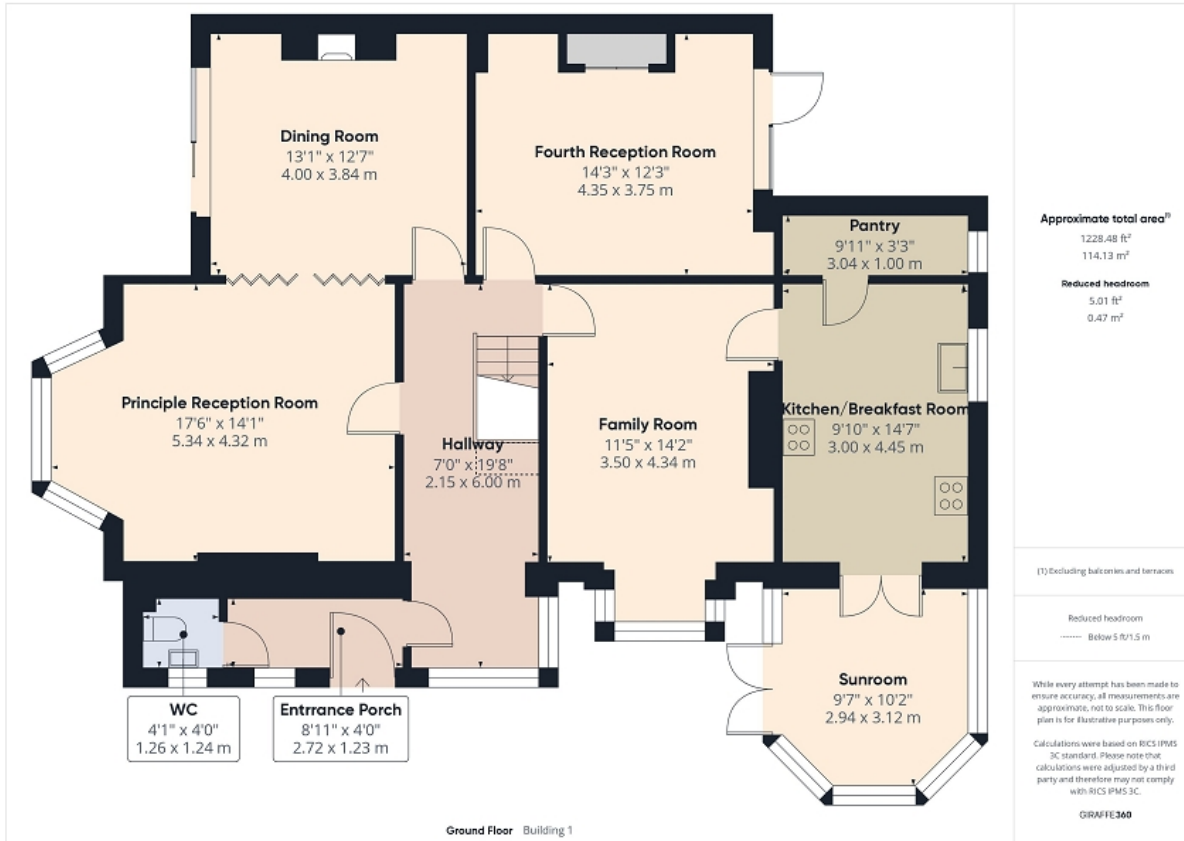 Dining Room
13'1" x 12'7"
4.00 x 3.84 m
Fourth Reception Room
14'3" x 12'3"
4.35 x 3.75 m
Pantry
9'11" x 3'3"
3.04 x 1.00 m
Principle Reception Room
17'6" x 14'1"
5.34 x 4.32 m
Hallway
7'0" x 19'8"
2.15 x 6.00 m
Family Room
11'5" x 14'2"
3.50 x 4.34 m
Kitchen/Breakfast Room
9'10" x 14'7"
3.00 x 4.45 m
Sunroom
9'7" x 10'2"
2.94 x 3.12 m
WC
4'1" x 4'0"
1.26 x 1.24 m
Entrrance Porch
8'11" x 4'0"
2.72 x 1.23 m
Ground Floor Building 1
Approximate total area⁽¹⁾
1228.48 ft²
114.13 m²
Reduced headroom
5.01 ft²
0.47 m²
(1) Excluding balconies and terraces
Reduced headroom
Below 5 ft/1.5 m
While every attempt has been made to
ensure accuracy, all measurements are
approximate, not to scale. This floor
plan is for illustrative purposes only.
Calculations were based on RICS IPMS
3C standard. Please note that
calculations were adjusted by a third
party and therefore may not comply
with RICS IPMS 3C.
GIRAFFE360